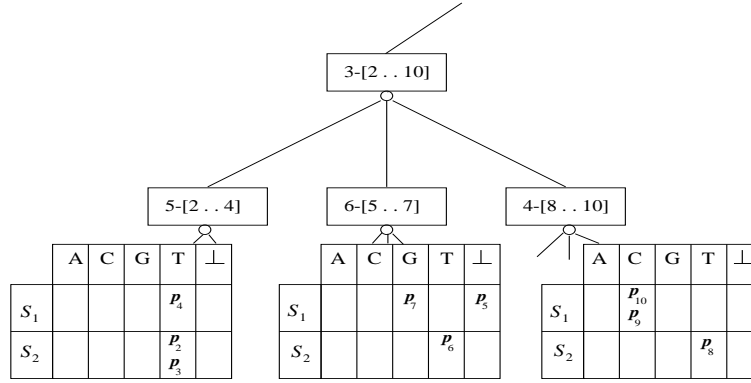 3-[2 . . 10]
5-[2 . . 4] 6-[5 . . 7] 4-[8 . . 10]
A C G T ⊥ A C G T ⊥ A C G T ⊥
S₁ p₄ S₁ p₇ p₅ S₁ p₁₀ p₉
S₂ p₂ p₃ S₂ p₆ S₂ p₈